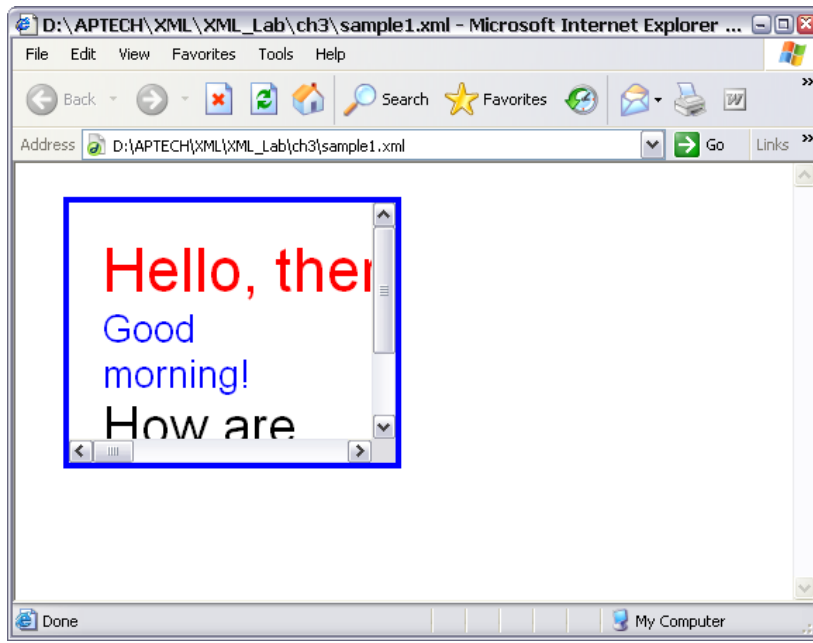 D:\APTECH\XML\XML_Lab\ch3\sample1.xml - Microsoft Internet Explorer ...
File Edit View Favorites Tools Help
Back Search Favorites W »
Address D:\APTECH\XML\XML_Lab\ch3\sample1.xml Go Links »
Hello, ther
Good
morning!
How are
Done My Computer